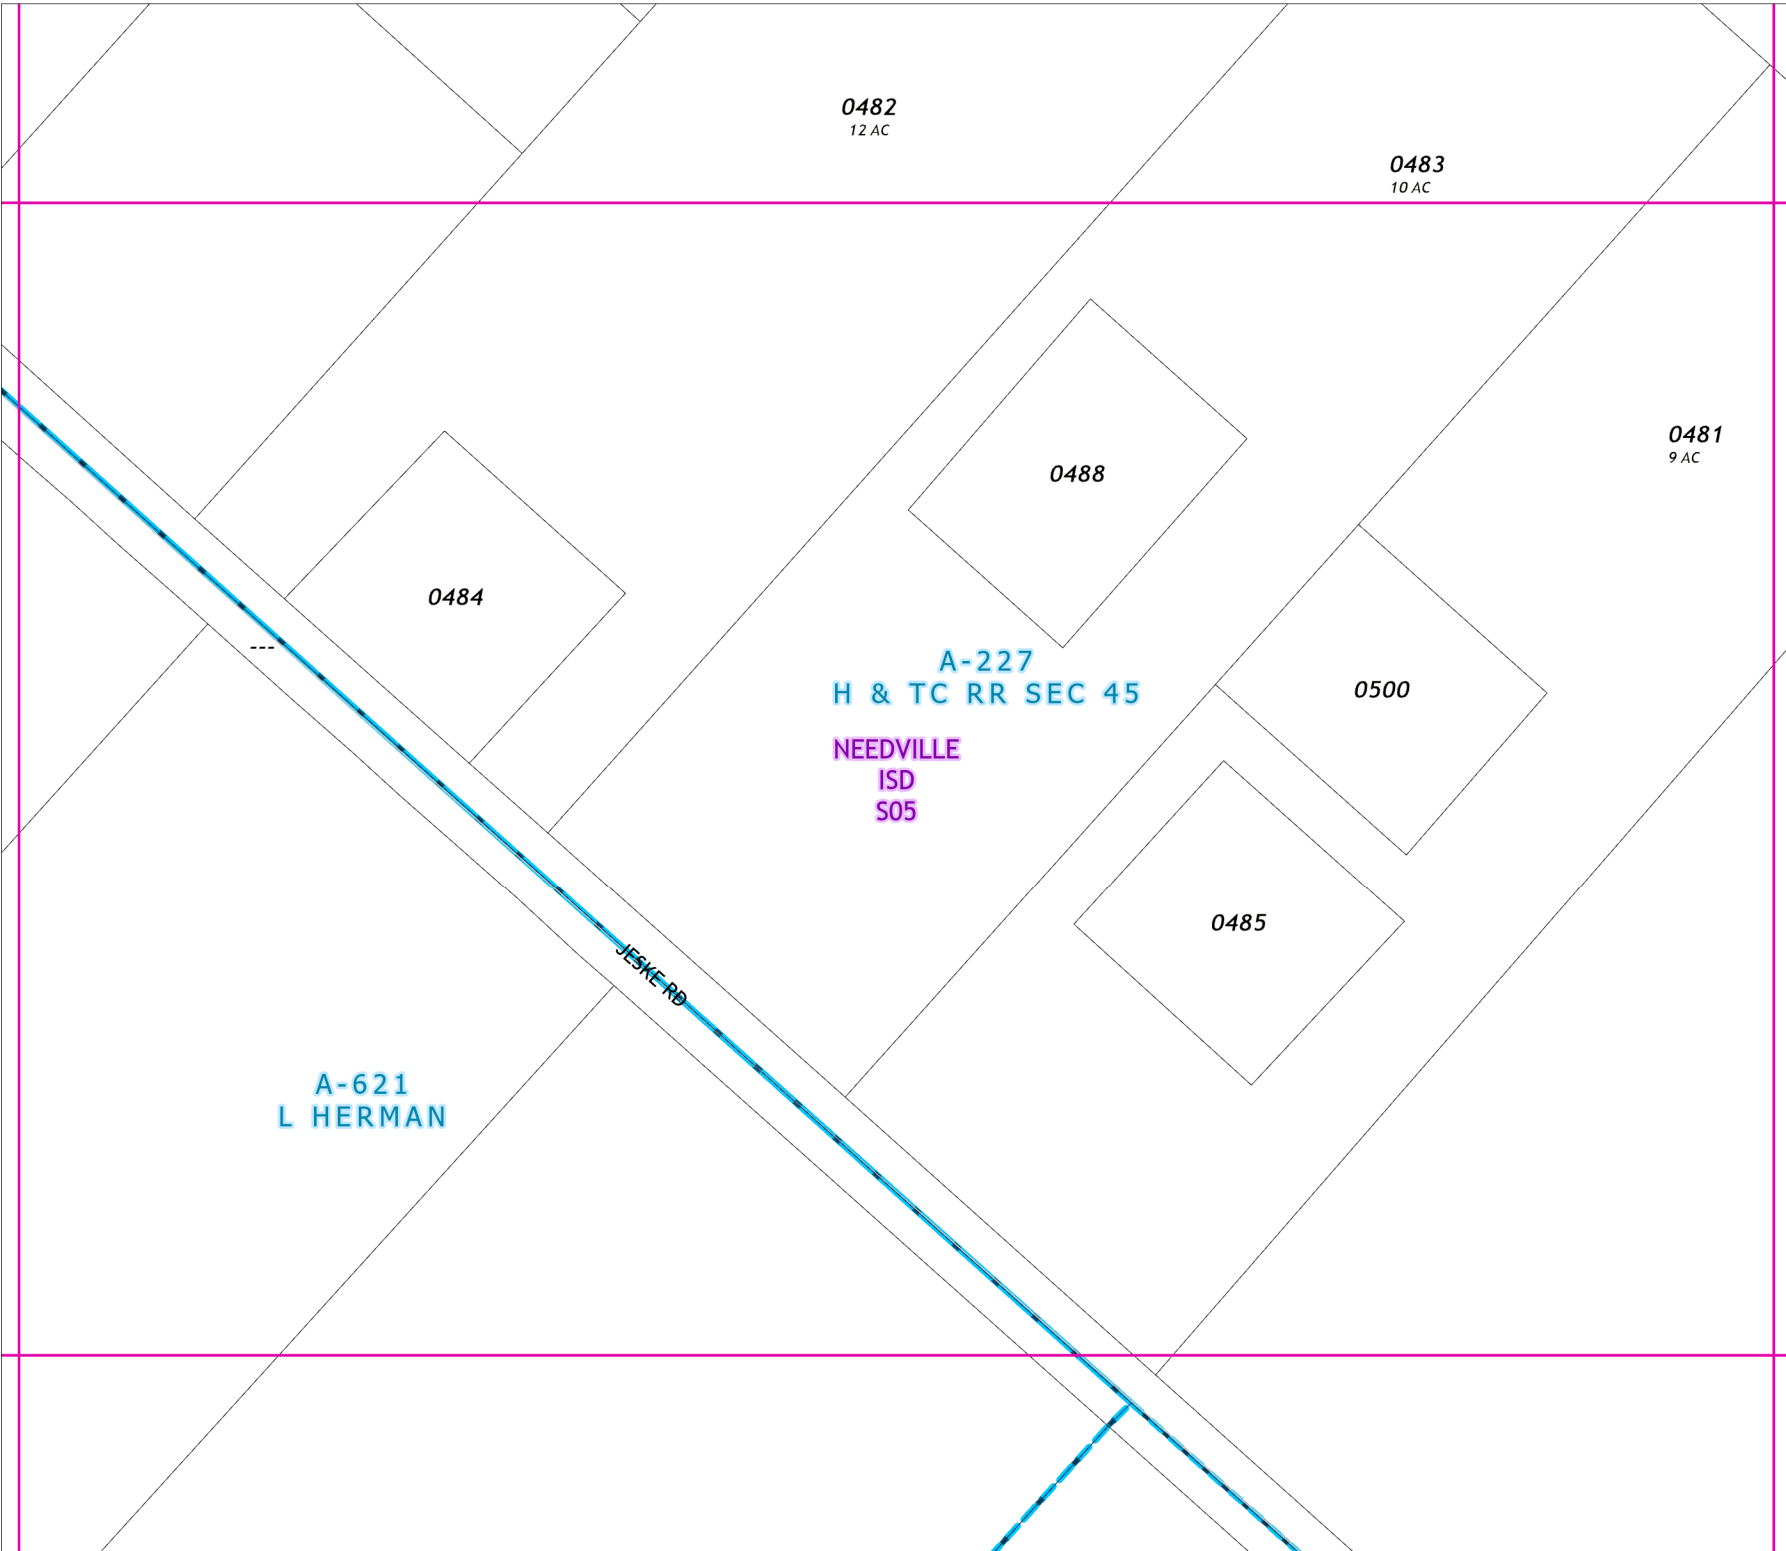 0482
12 AC
0483
10 AC
0481
9 AC
0488
0484
---
A-227
H & TC RR SEC 45
0500
NEEDVILLE
ISD
S05
0485
JESKE RD
A-621
L HERMAN